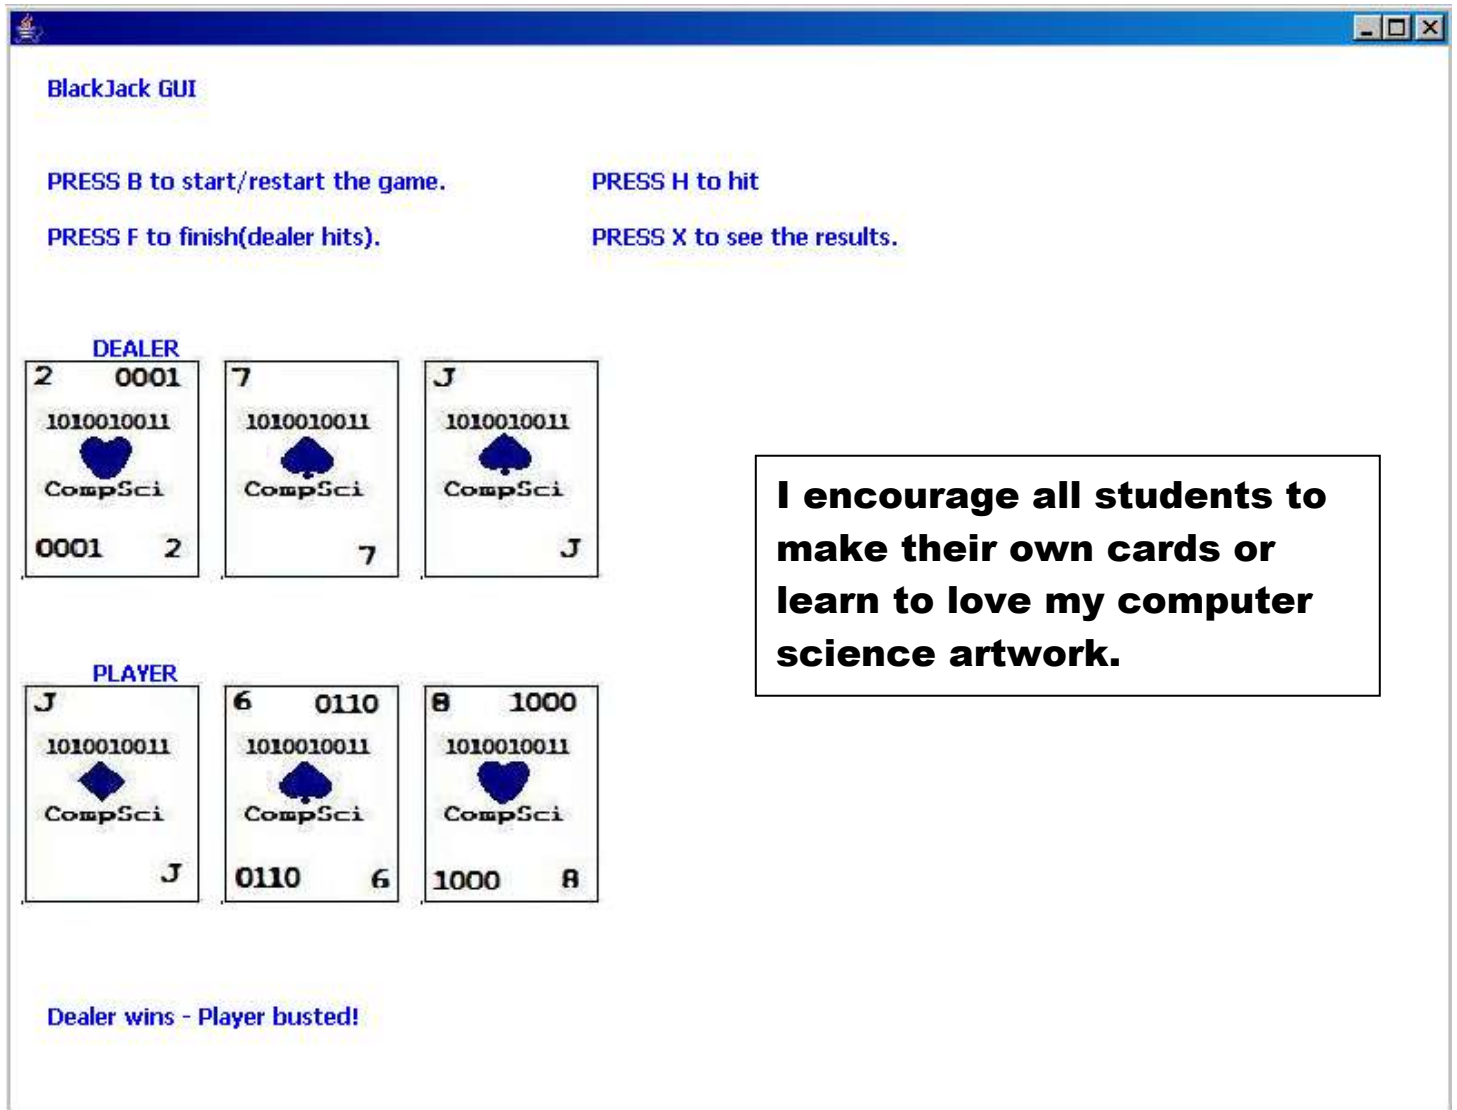 BlackJack GUI
PRESS B to start/restart the game. PRESS H to hit
PRESS F to finish(dealer hits). PRESS X to see the results.
DEALER
2 0001 7 J
1010010011 1010010011 1010010011
CompSci CompSci CompSci
0001 2 7 J
I encourage all students to
make their own cards or
learn to love my computer
science artwork.
PLAYER
J 6 0110 8 1000
1010010011 1010010011 1010010011
CompSci CompSci CompSci
J 0110 6 1000 8
Dealer wins - Player busted!